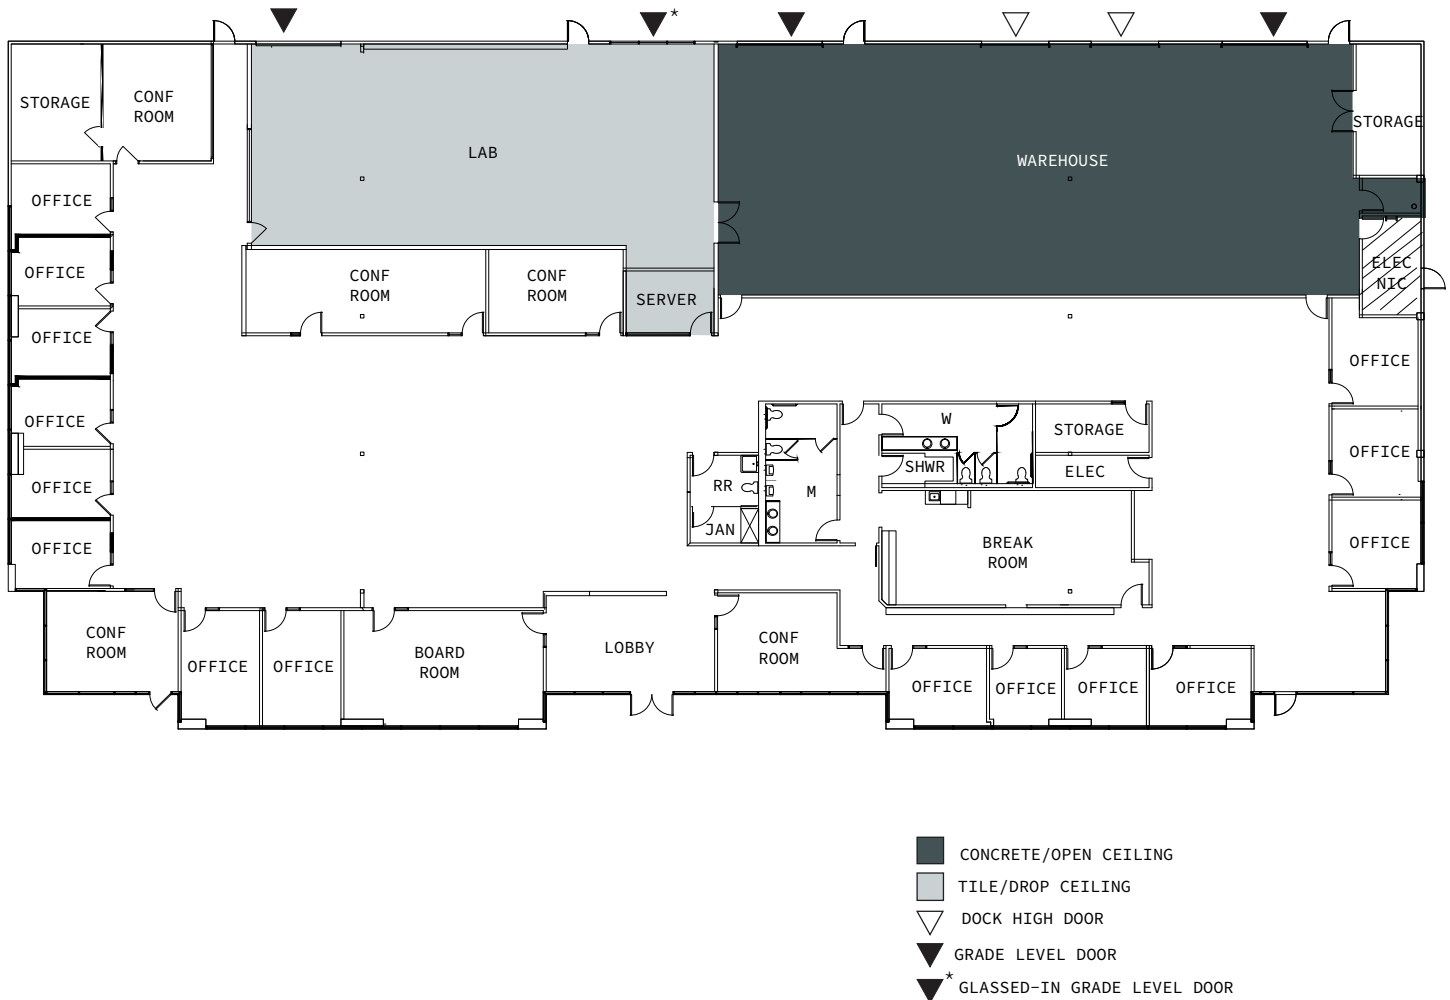 *
STORAGE
CONF
ROOM
LAB
WAREHOUSE
STORAGE
OFFICE
OFFICE
CONF
ROOM
CONF
ROOM
SERVER
ELEC
NIC
OFFICE
OFFICE
OFFICE
OFFICE
W
STORAGE
OFFICE
SHWR
ELEC
OFFICE
RR
M
JAN
OFFICE
BREAK
ROOM
OFFICE
CONF
ROOM
OFFICE
OFFICE
BOARD
ROOM
LOBBY
CONF
ROOM
OFFICE
OFFICE
OFFICE
OFFICE
CONCRETE/OPEN CEILING
TILE/DROP CEILING
DOCK HIGH DOOR
GRADE LEVEL DOOR
* GLASSED-IN GRADE LEVEL DOOR